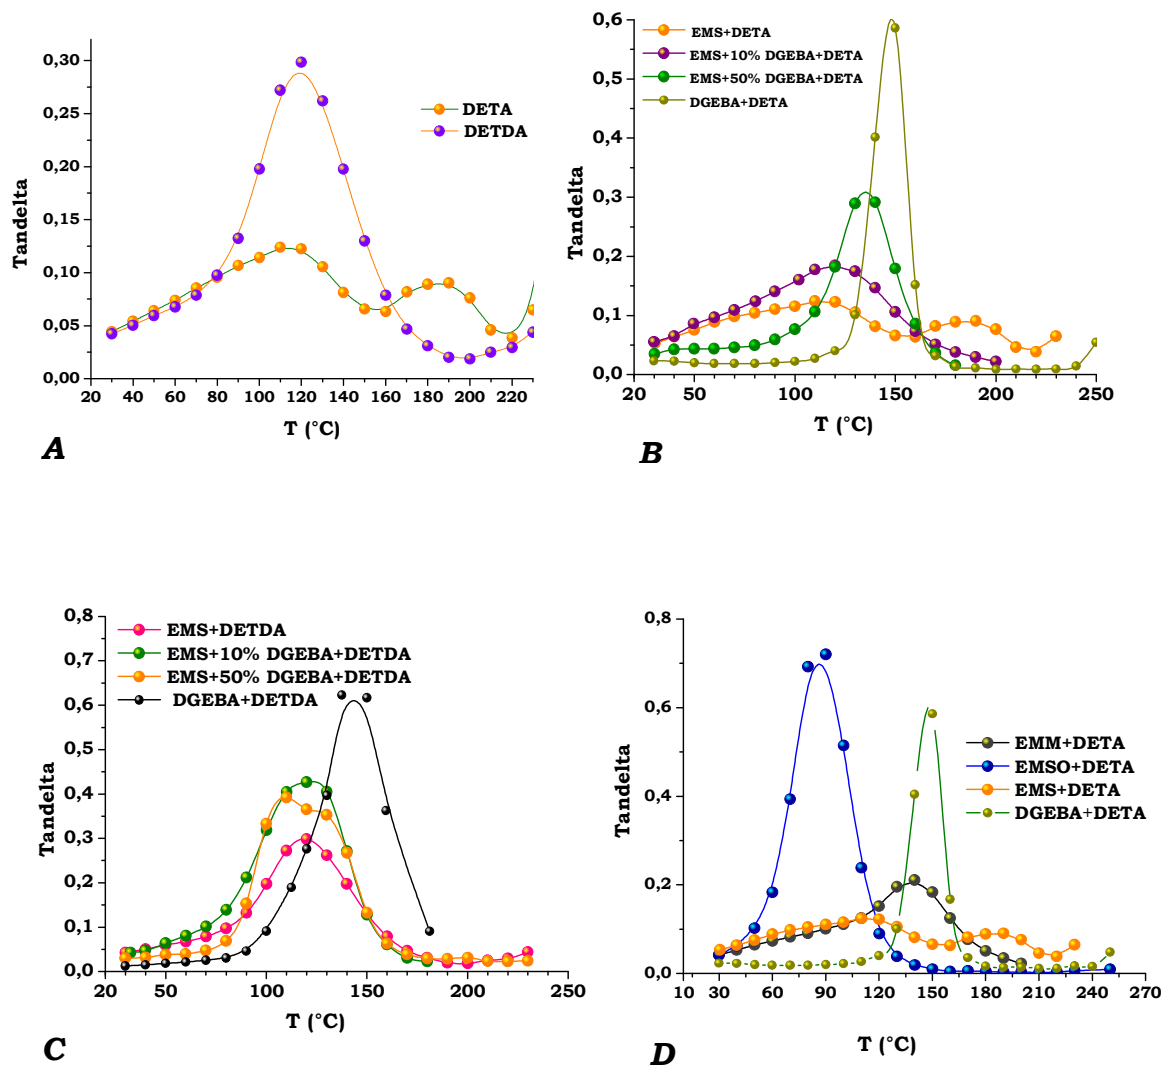 0,30
0,25
0,20
0,15
0,10
0,05
0,00
20 40 60 80 100 120 140 160 180 200 220
Tandelta
T (°C)
DETA
DETDA
A
0,6
0,5
0,4
0,3
0,2
0,1
0,0
50 100 150 200 250
Tandelta
T (°C)
EMS+DETA
EMS+10% DGEBA+DETA
EMS+50% DGEBA+DETA
DGEBA+DETA
B
0,8
0,7
0,6
0,5
0,4
0,3
0,2
0,1
0,0
20 50 100 150 200 250
Tandelta
T (°C)
EMS+DETDA
EMS+10% DGEBA+DETDA
EMS+50% DGEBA+DETDA
DGEBA+DETDA
C
0,8
0,6
0,4
0,2
0,0
10 30 60 90 120 150 180 210 240 270
Tandelta
T (°C)
EMM+DETA
EMSO+DETA
EMS+DETA
DGEBA+DETA
D